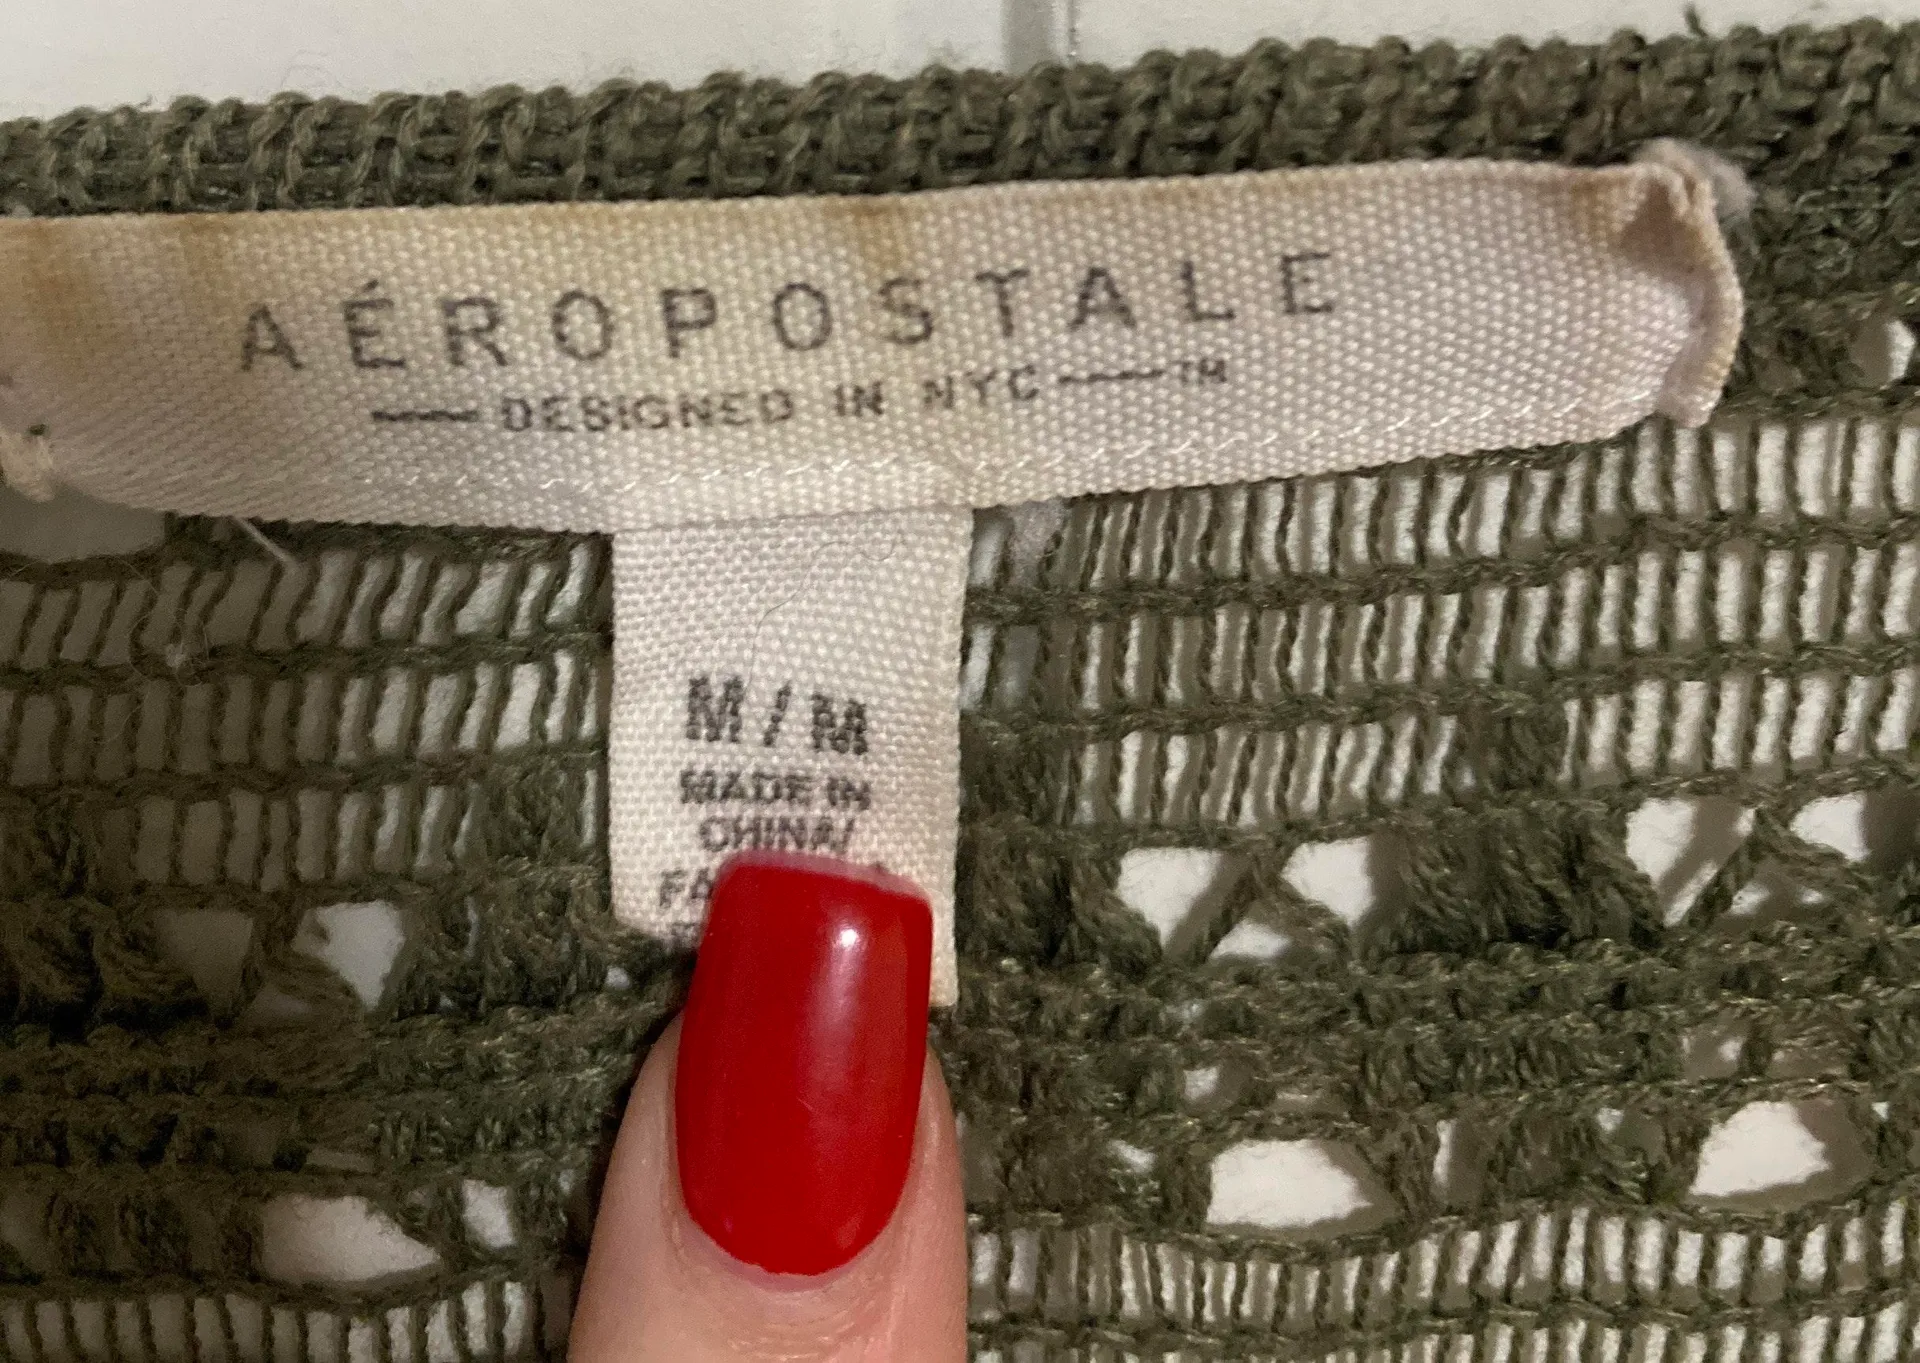 AÉROPOSTALE
DESIGNED IN NYC ™
M / M
MADE IN
CHINA/